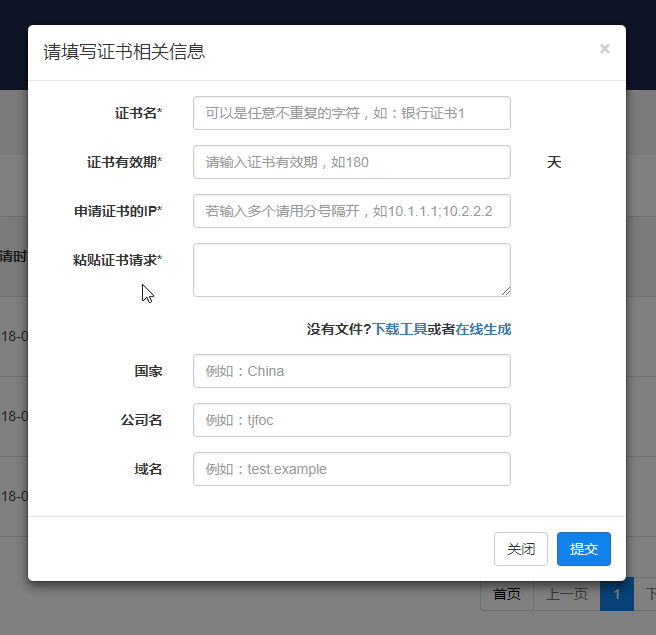 请填写证书相关信息 ×
证书名* 可以是任意不重复的字符，如：银行证书1
证书有效期* 请输入证书有效期，如180 天
申请证书的IP* 若输入多个请用分号隔开，如10.1.1.1;10.2.2.2
请时
粘贴证书请求*
没有文件?下载工具或者在线生成
18-0
国家 例如：China
18-0
公司名 例如：tjfoc
域名 例如：test.example
18-0
关闭 提交
首页 上一页 1 下